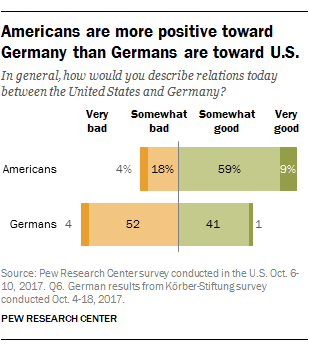 Americans are more positive toward
Germany than Germans are toward U.S.
In general, how would you describe relations today
between the United States and Germany?
Very bad
Somewhat bad
Somewhat good
Very good
Americans 4% 18% 59% 9%
Germans 4 52 41 1
Source: Pew Research Center survey conducted in the U.S. Oct. 6-
10, 2017. Q6. German results from Körber-Stiftung survey
conducted Oct. 4-18, 2017.
PEW RESEARCH CENTER